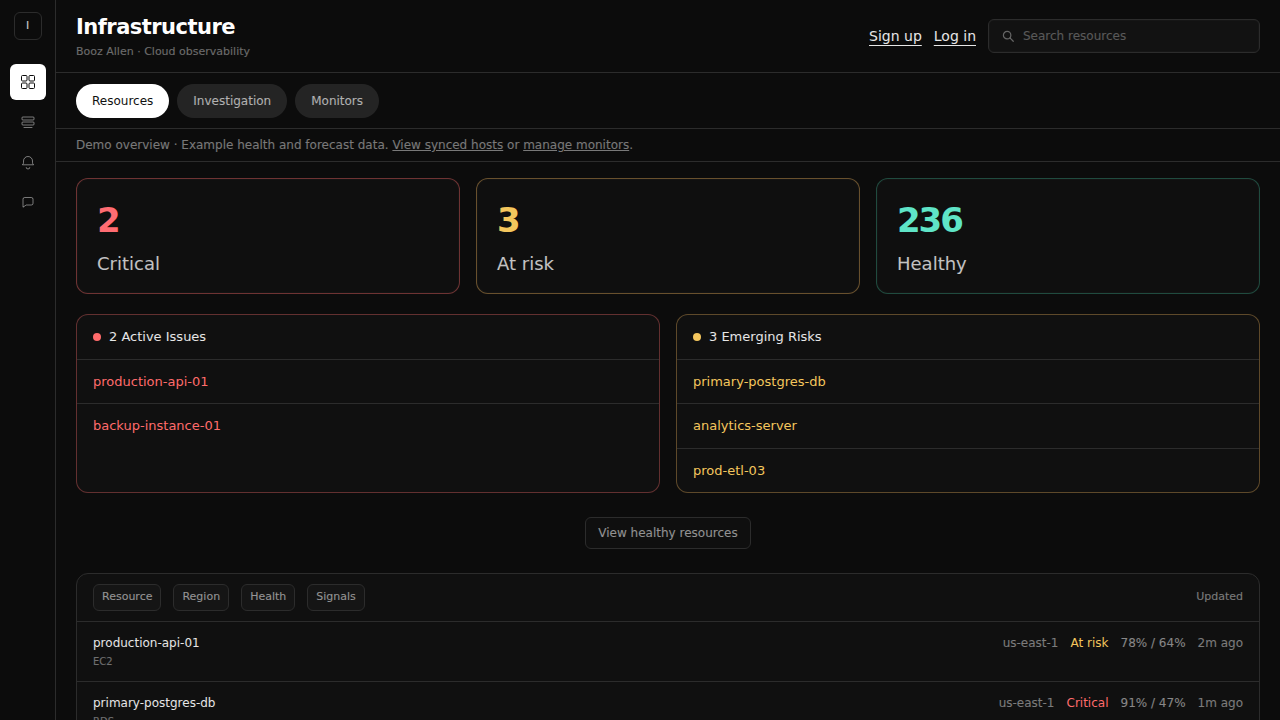 I
Infrastructure
Booz Allen · Cloud observability
Sign up Log in Search resources
Resources Investigation Monitors
Demo overview · Example health and forecast data. View synced hosts or manage monitors.
2
Critical
3
At risk
236
Healthy
2 Active Issues
production-api-01
backup-instance-01
3 Emerging Risks
primary-postgres-db
analytics-server
prod-etl-03
View healthy resources
Resource Region Health Signals Updated
production-api-01 us-east-1 At risk 78% / 64% 2m ago
EC2
primary-postgres-db us-east-1 Critical 91% / 47% 1m ago
RDS